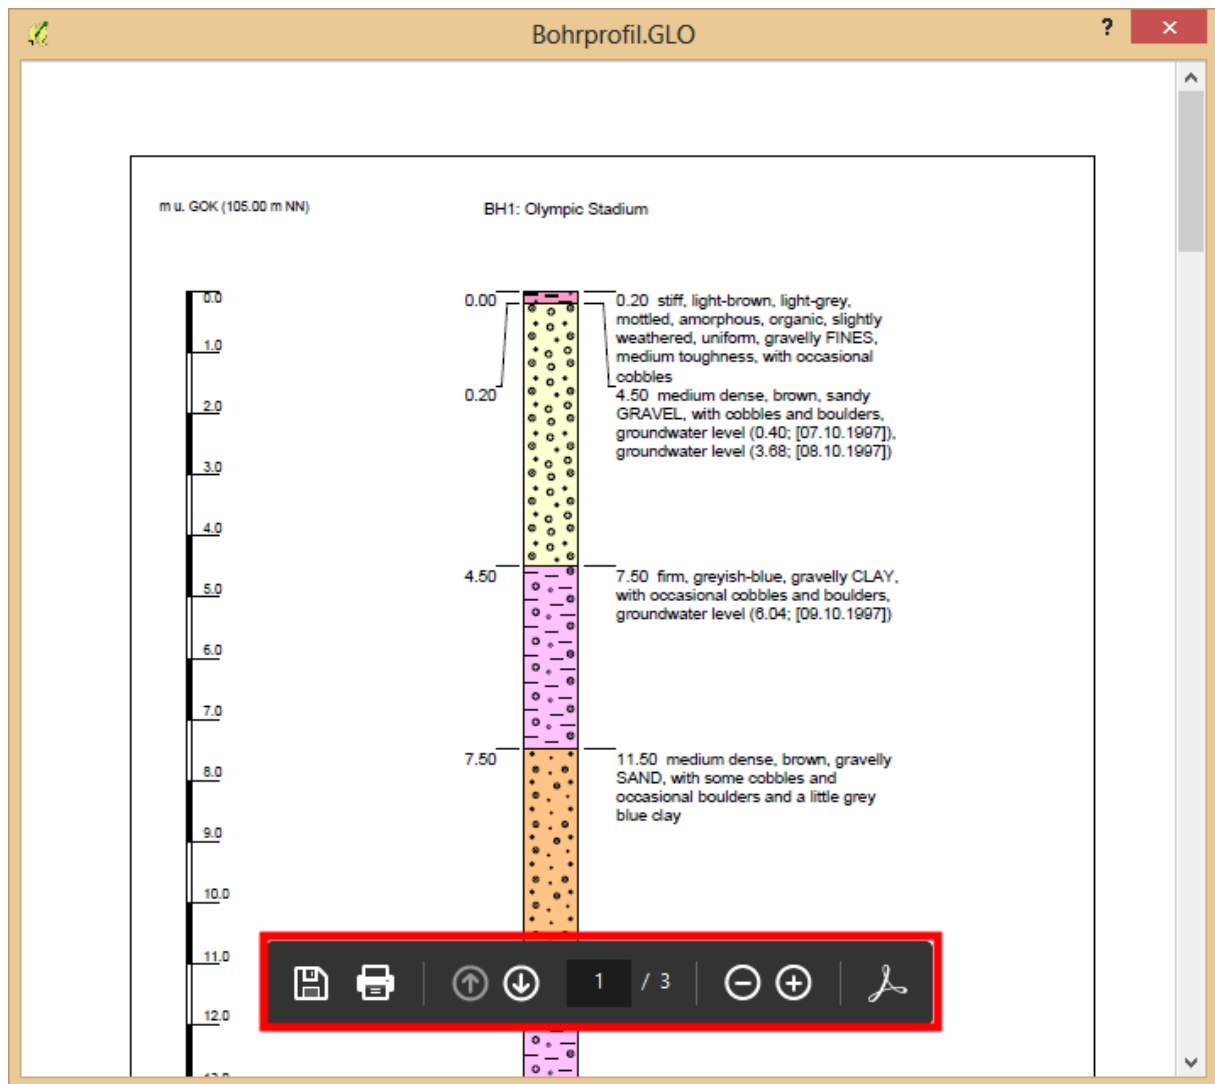 Bohrprofil.GLO
?
m u. GOK (105.00 m NN)
BH1: Olympic Stadium
0.0
1.0
2.0
3.0
4.0
5.0
6.0
7.0
8.0
9.0
10.0
11.0
12.0
0.00
0.20
4.50
7.50
0.20 stiff, light-brown, light-grey,
mottled, amorphous, organic, slightly
weathered, uniform, gravelly FINES,
medium toughness, with occasional
cobbles
4.50 medium dense, brown, sandy
GRAVEL, with cobbles and boulders,
groundwater level (0.40; [07.10.1997]),
groundwater level (3.68; [08.10.1997])
7.50 firm, greyish-blue, gravelly CLAY,
with occasional cobbles and boulders,
groundwater level (6.04; [09.10.1997])
11.50 medium dense, brown, gravelly
SAND, with some cobbles and
occasional boulders and a little grey
blue clay
1 / 3